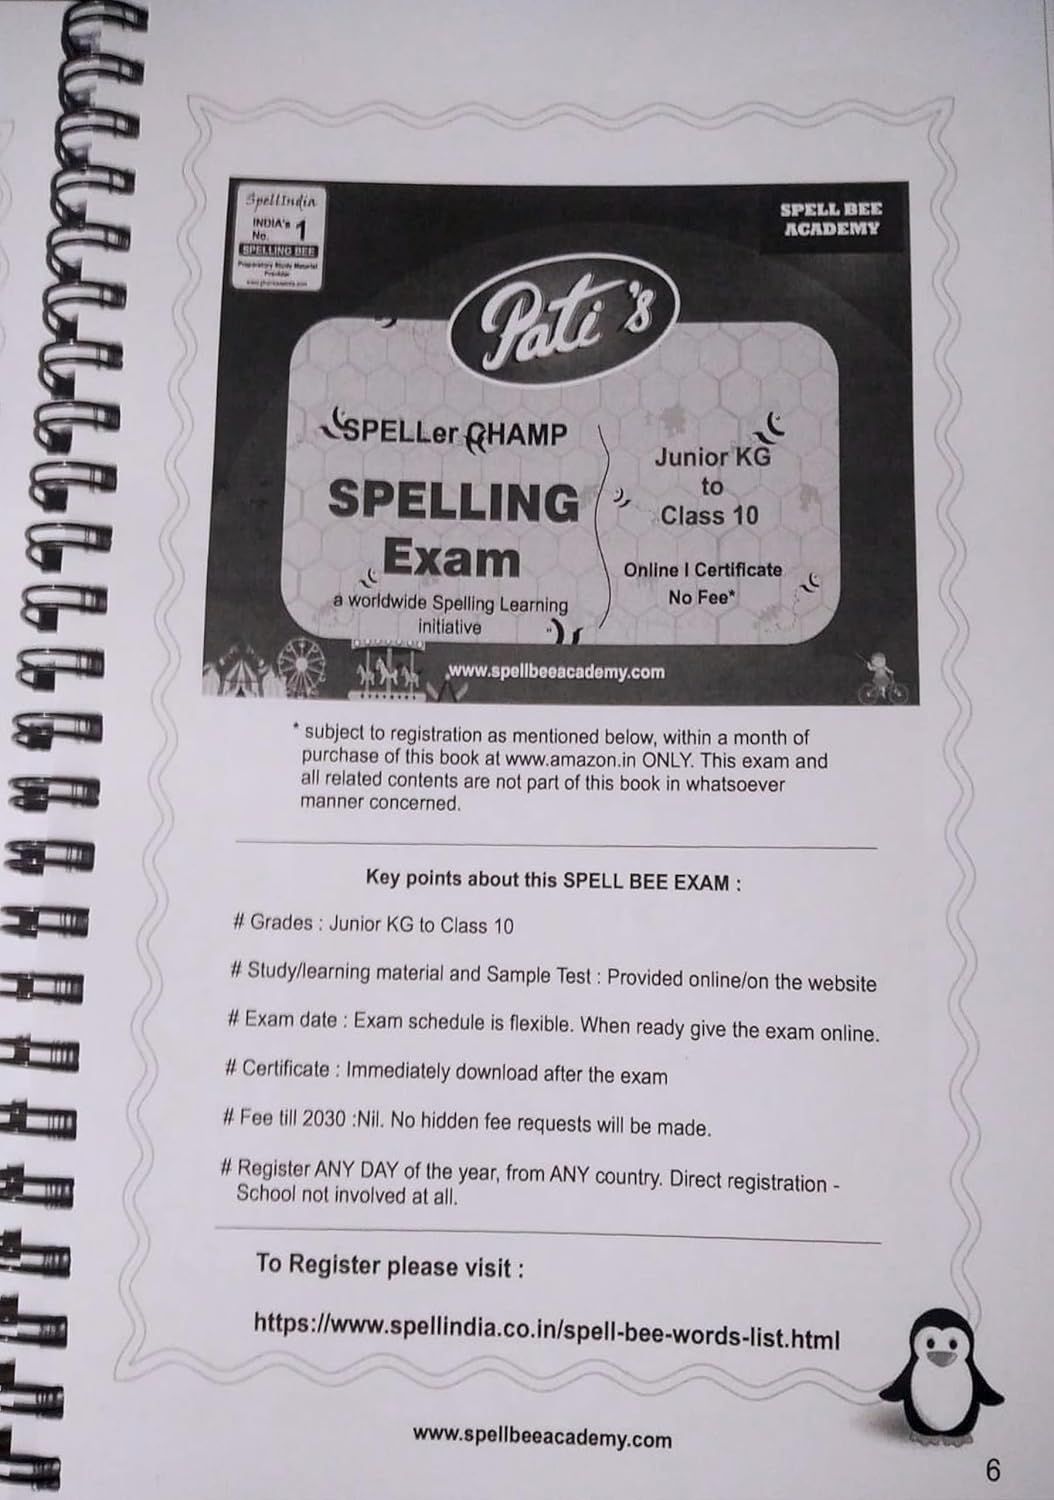 SpellIndia
INDIA's
No. 1
SPELLING BEE
Preparatory Study Material
Provider
SPELL BEE
ACADEMY
Pati's
SPELLer CHAMP
SPELLING
Exam
a worldwide Spelling Learning
initiative
Junior KG
to
Class 10
Online | Certificate
No Fee*
www.spellbeeacademy.com
* subject to registration as mentioned below, within a month of
purchase of this book at www.amazon.in ONLY. This exam and
all related contents are not part of this book in whatsoever
manner concerned.
Key points about this SPELL BEE EXAM :
# Grades : Junior KG to Class 10
# Study/learning material and Sample Test : Provided online/on the website
# Exam date : Exam schedule is flexible. When ready give the exam online.
# Certificate : Immediately download after the exam
# Fee till 2030 :Nil. No hidden fee requests will be made.
# Register ANY DAY of the year, from ANY country. Direct registration -
School not involved at all.
To Register please visit :
https://www.spellindia.co.in/spell-bee-words-list.html
www.spellbeeacademy.com
6